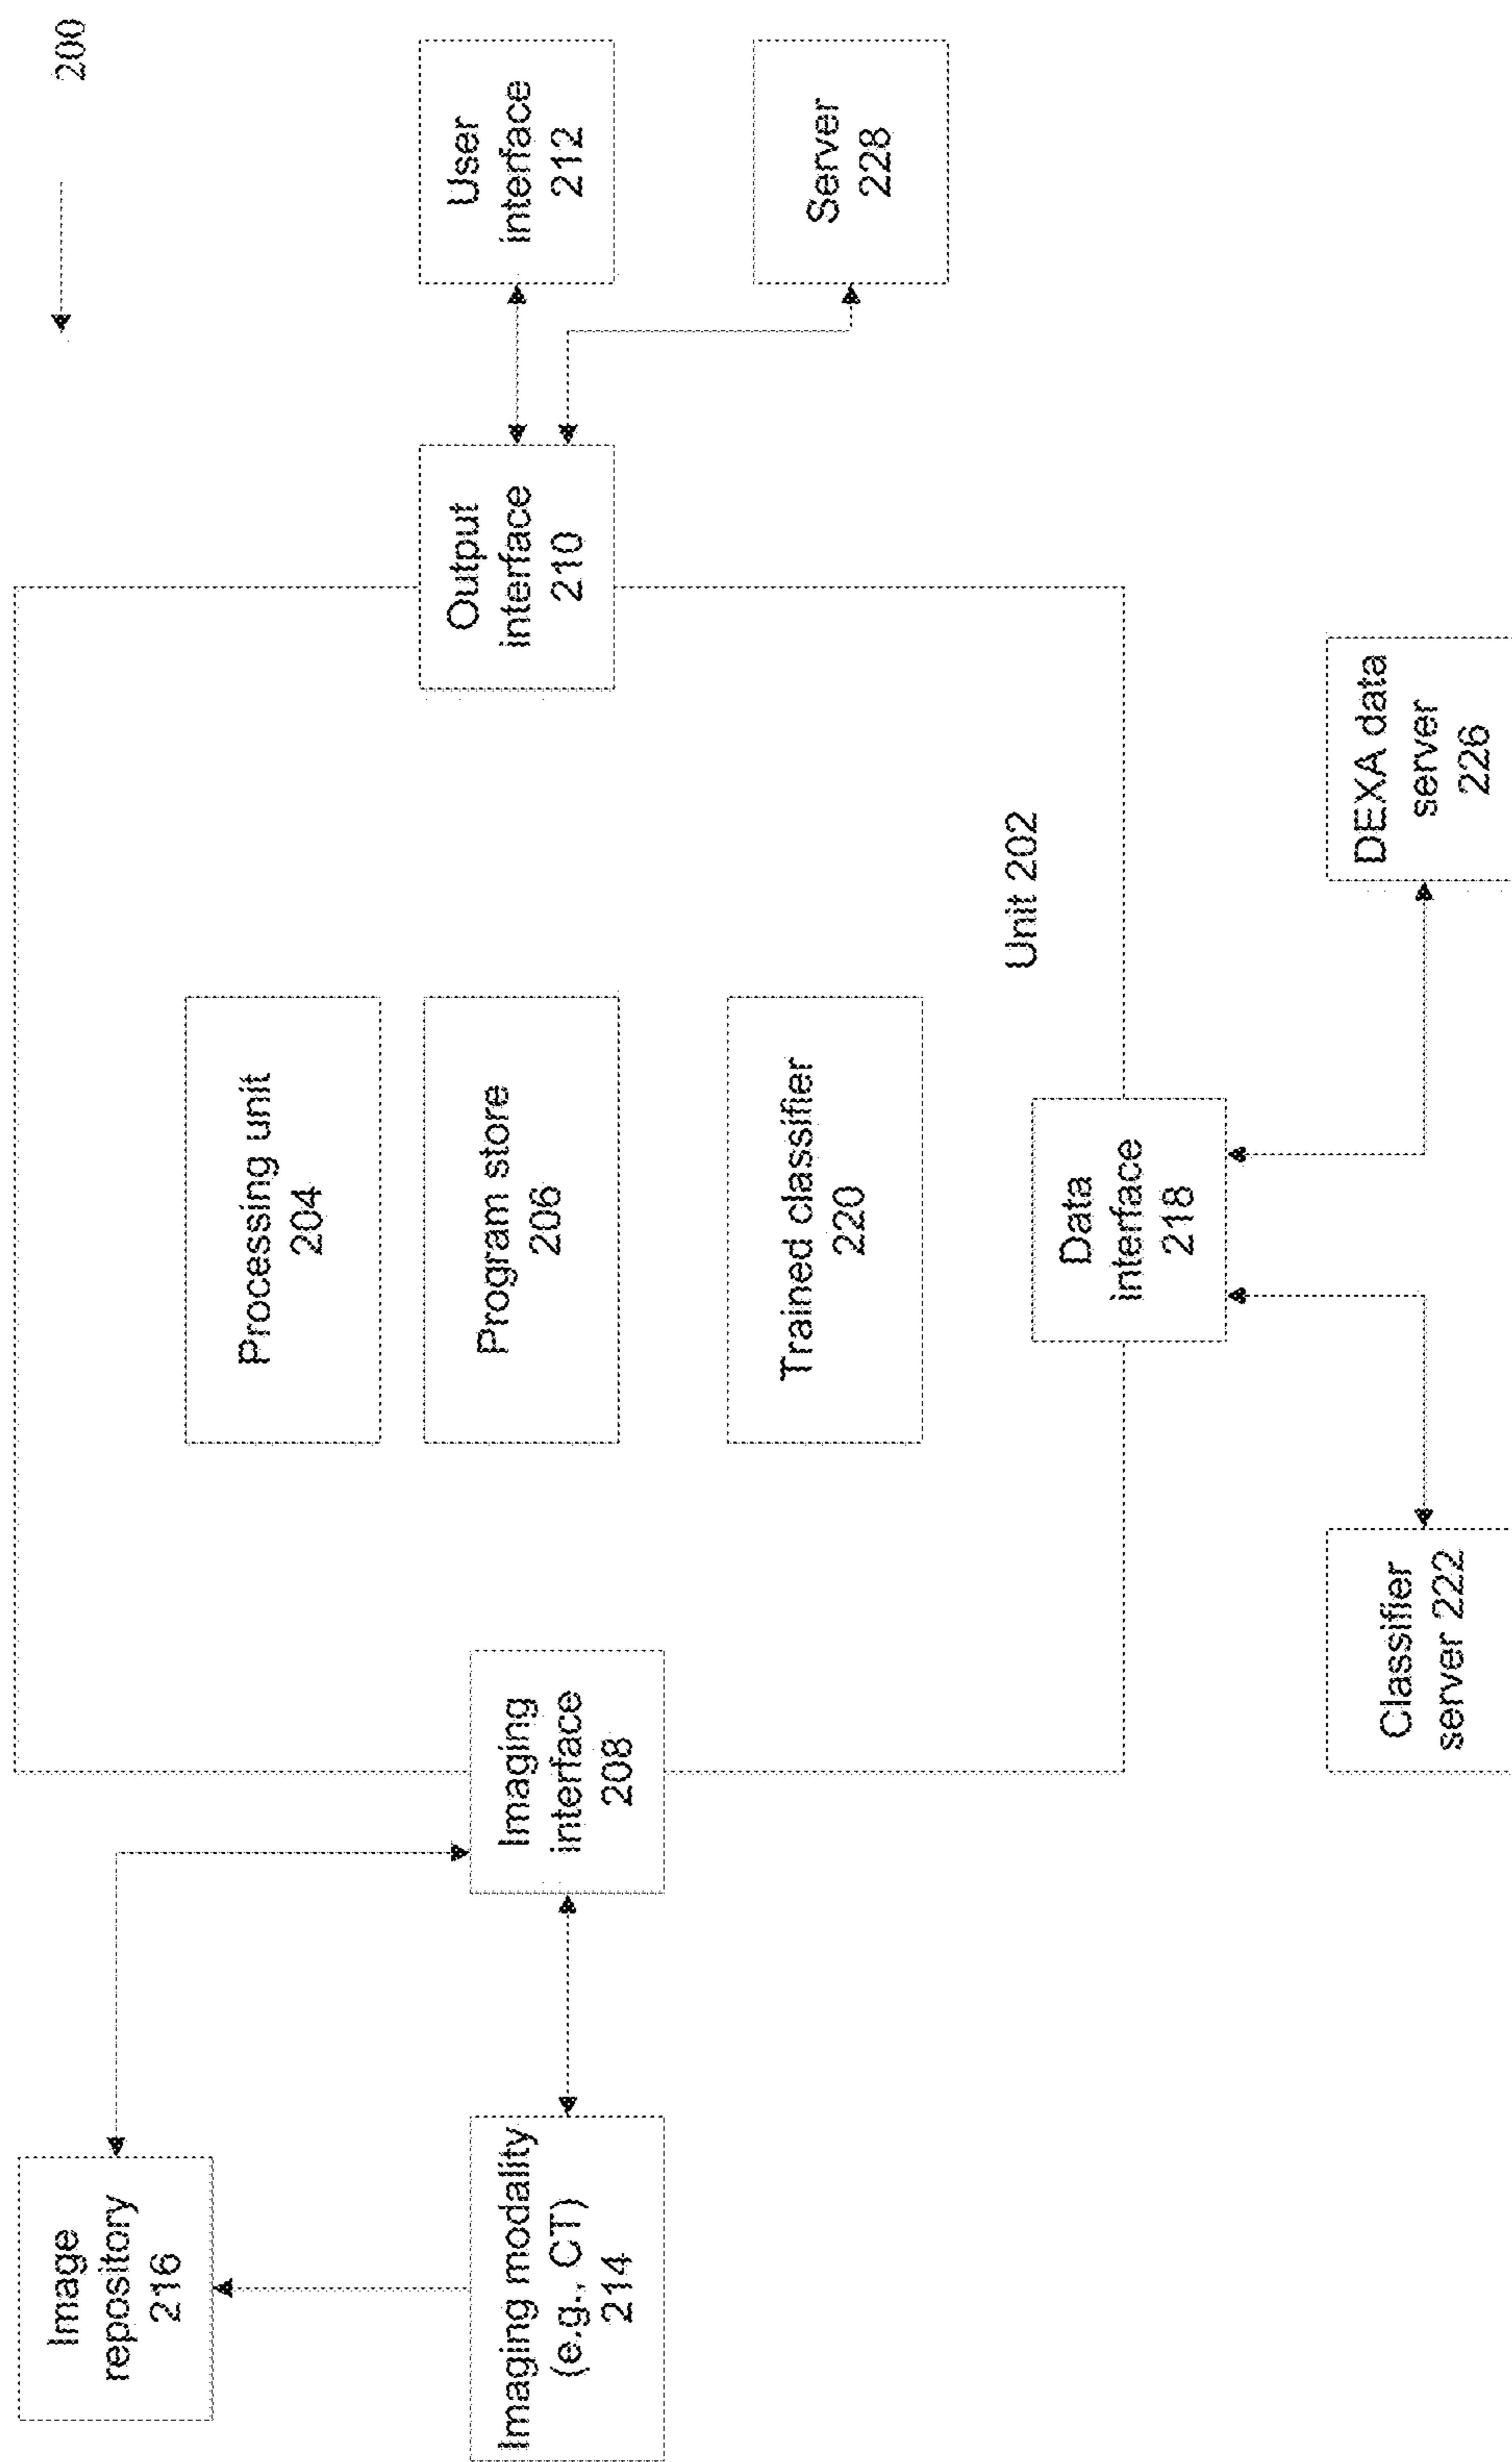 200
Image
repository
216
Imaging modality
(e.g., CT)
214
Imaging
interface
208
Processing unit
204
Program store
206
Trained classifier
220
Unit 202
Output
interface
210
User
interface
212
Server
228
Data
interface
218
Classifier
server 222
DEXA data
server
226